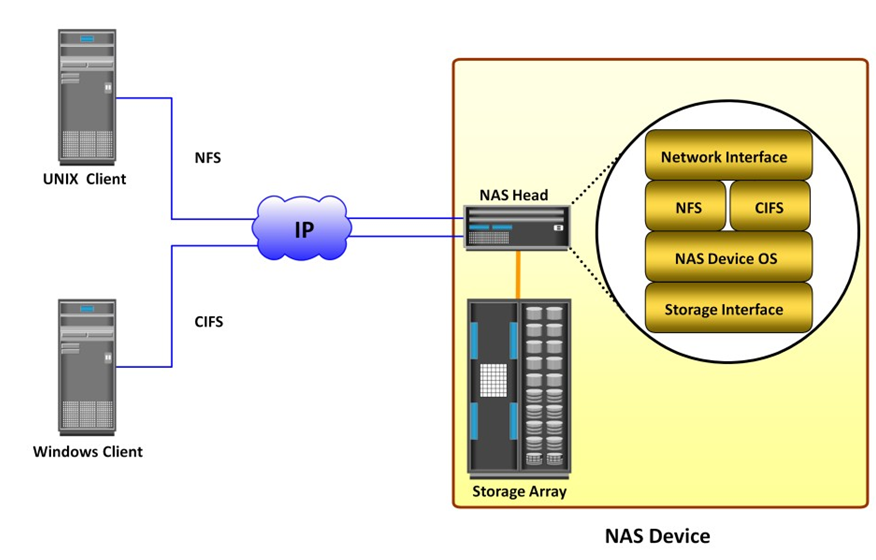 UNIX Client
NFS
IP
CIFS
Windows Client
NAS Head
Storage Array
Network Interface
NFS
CIFS
NAS Device OS
Storage Interface
NAS Device